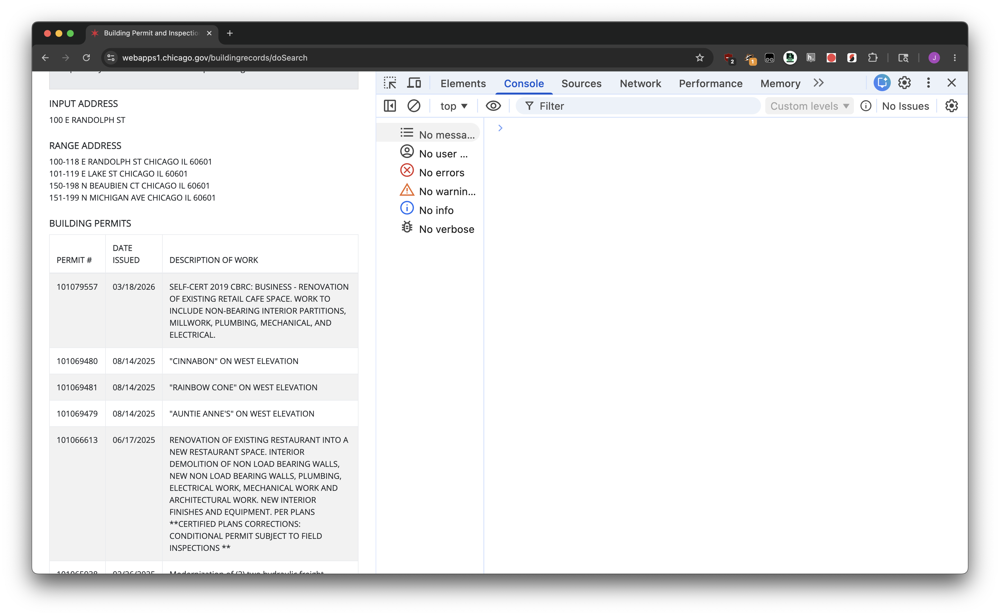 Building Permit and Inspectio
webapps1.chicago.gov/buildingrecords/doSearch
2
1
h.
J
INPUT ADDRESS
100 E RANDOLPH ST
RANGE ADDRESS
100-118 E RANDOLPH ST CHICAGO IL 60601
101-119 E LAKE ST CHICAGO IL 60601
150-198 N BEAUBIEN CT CHICAGO IL 60601
151-199 N MICHIGAN AVE CHICAGO IL 60601
BUILDING PERMITS
PERMIT # DATE ISSUED DESCRIPTION OF WORK
101079557 03/18/2026 SELF-CERT 2019 CBRC: BUSINESS - RENOVATION
OF EXISTING RETAIL CAFE SPACE. WORK TO
INCLUDE NON-BEARING INTERIOR PARTITIONS,
MILLWORK, PLUMBING, MECHANICAL, AND
ELECTRICAL.
101069480 08/14/2025 "CINNABON" ON WEST ELEVATION
101069481 08/14/2025 "RAINBOW CONE" ON WEST ELEVATION
101069479 08/14/2025 "AUNTIE ANNE'S" ON WEST ELEVATION
101066613 06/17/2025 RENOVATION OF EXISTING RESTAURANT INTO A
NEW RESTAURANT SPACE. INTERIOR
DEMOLITION OF NON LOAD BEARING WALLS,
NEW NON LOAD BEARING WALLS, PLUMBING,
ELECTRICAL WORK, MECHANICAL WORK AND
ARCHITECTURAL WORK. NEW INTERIOR
FINISHES AND EQUIPMENT. PER PLANS
**CERTIFIED PLANS CORRECTIONS:
CONDITIONAL PERMIT SUBJECT TO FIELD
INSPECTIONS **
Modernization of (2) two hydraulic freight
Elements Console Sources Network Performance Memory
top Filter Custom levels No Issues
No messa...
No user ...
No errors
No warnin...
No info
No verbose